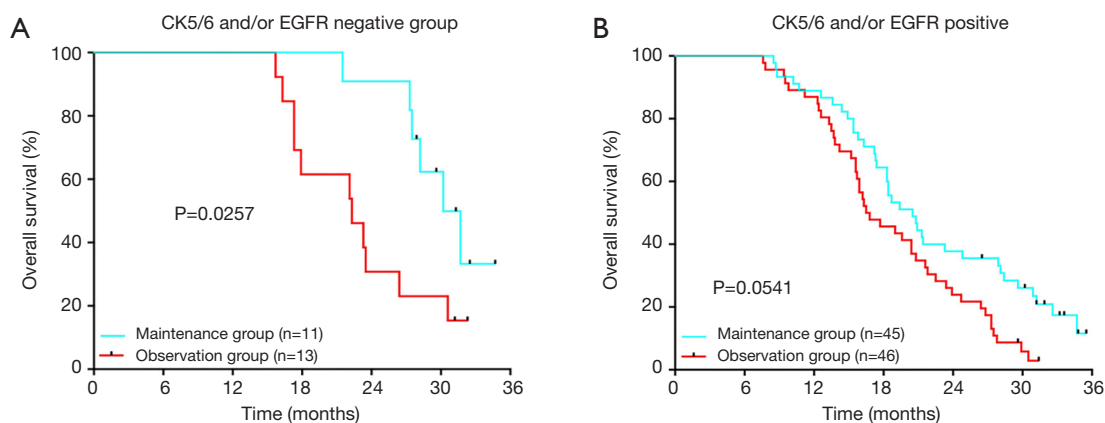 A
CK5/6 and/or EGFR negative group
100
80
60
40
20
0
Overall survival (%)
P=0.0257
Maintenance group (n=11)
Observation group (n=13)
0 6 12 18 24 30 36
Time (months)
B
CK5/6 and/or EGFR positive
100
80
60
40
20
0
Overall survival (%)
P=0.0541
Maintenance group (n=45)
Observation group (n=46)
0 6 12 18 24 30 36
Time (months)